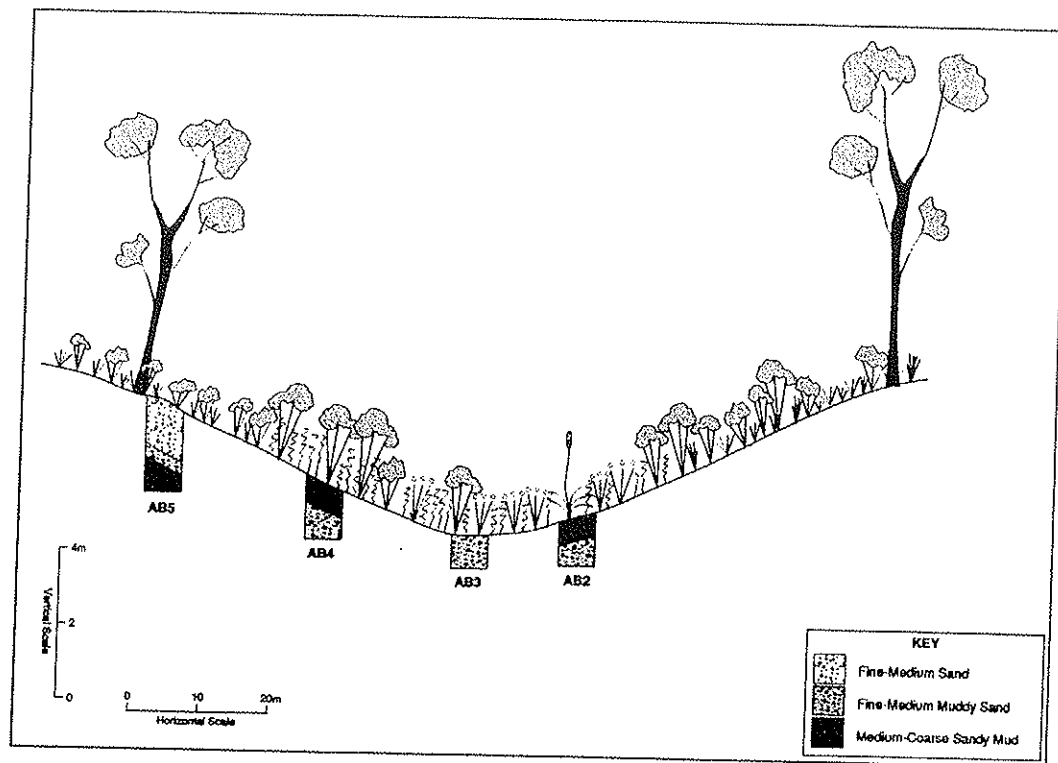 AB5
AB4
AB3
AB2
4m
2
0
Vertical Scale
0 10 20m
Horizontal Scale
KEY
Fine-Medium Sand
Fine-Medium Muddy Sand
Medium-Coarse Sandy Mud